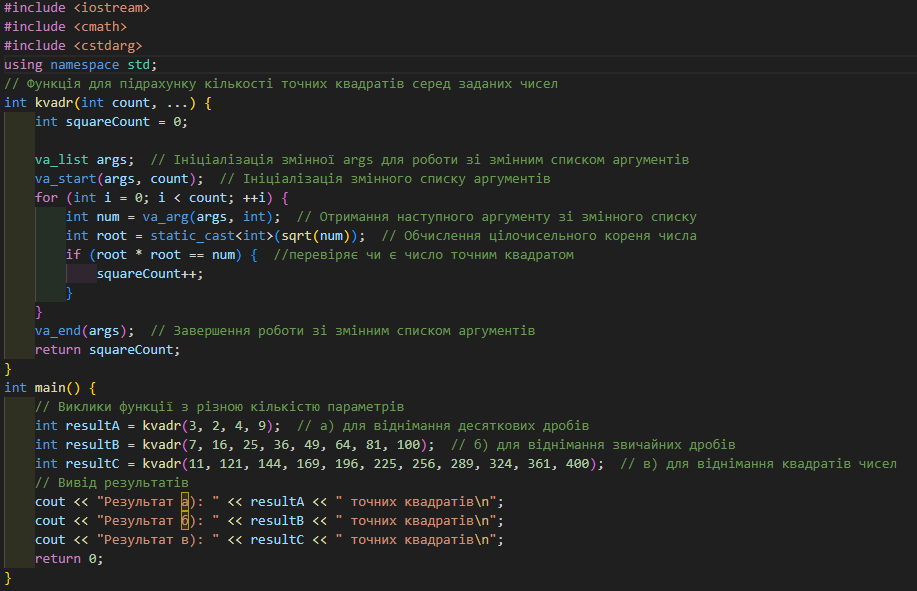 #include <iostream>
#include <cmath>
#include <cstdarg>
using namespace std;
// Функція для підрахунку кількості точних квадратів серед заданих чисел
int kvadr(int count, ...) {
    int squareCount = 0;

    va_list args;  // Ініціалізація змінної args для роботи зі змінним списком аргументів
    va_start(args, count);  // Ініціалізація змінного списку аргументів
    for (int i = 0; i < count; ++i) {
        int num = va_arg(args, int);  // Отримання наступного аргументу зі змінного списку
        int root = static_cast<int>(sqrt(num));  // Обчислення цілочисельного кореня числа
        if (root * root == num) {  //перевіряє чи є число точним квадратом
            squareCount++;
        }
    }
    va_end(args);  // Завершення роботи зі змінним списком аргументів
    return squareCount;
}
int main() {
    // Виклики функції з різною кількістю параметрів
    int resultA = kvadr(3, 2, 4, 9);  // а) для віднімання десяткових дробів
    int resultB = kvadr(7, 16, 25, 36, 49, 64, 81, 100);  // б) для віднімання звичайних дробів
    int resultC = kvadr(11, 121, 144, 169, 196, 225, 256, 289, 324, 361, 400);  // в) для віднімання квадратів чисел
    // Вивід результатів
    cout << "Результат а): " << resultA << " точних квадратів\n";
    cout << "Результат б): " << resultB << " точних квадратів\n";
    cout << "Результат в): " << resultC << " точних квадратів\n";
    return 0;
}